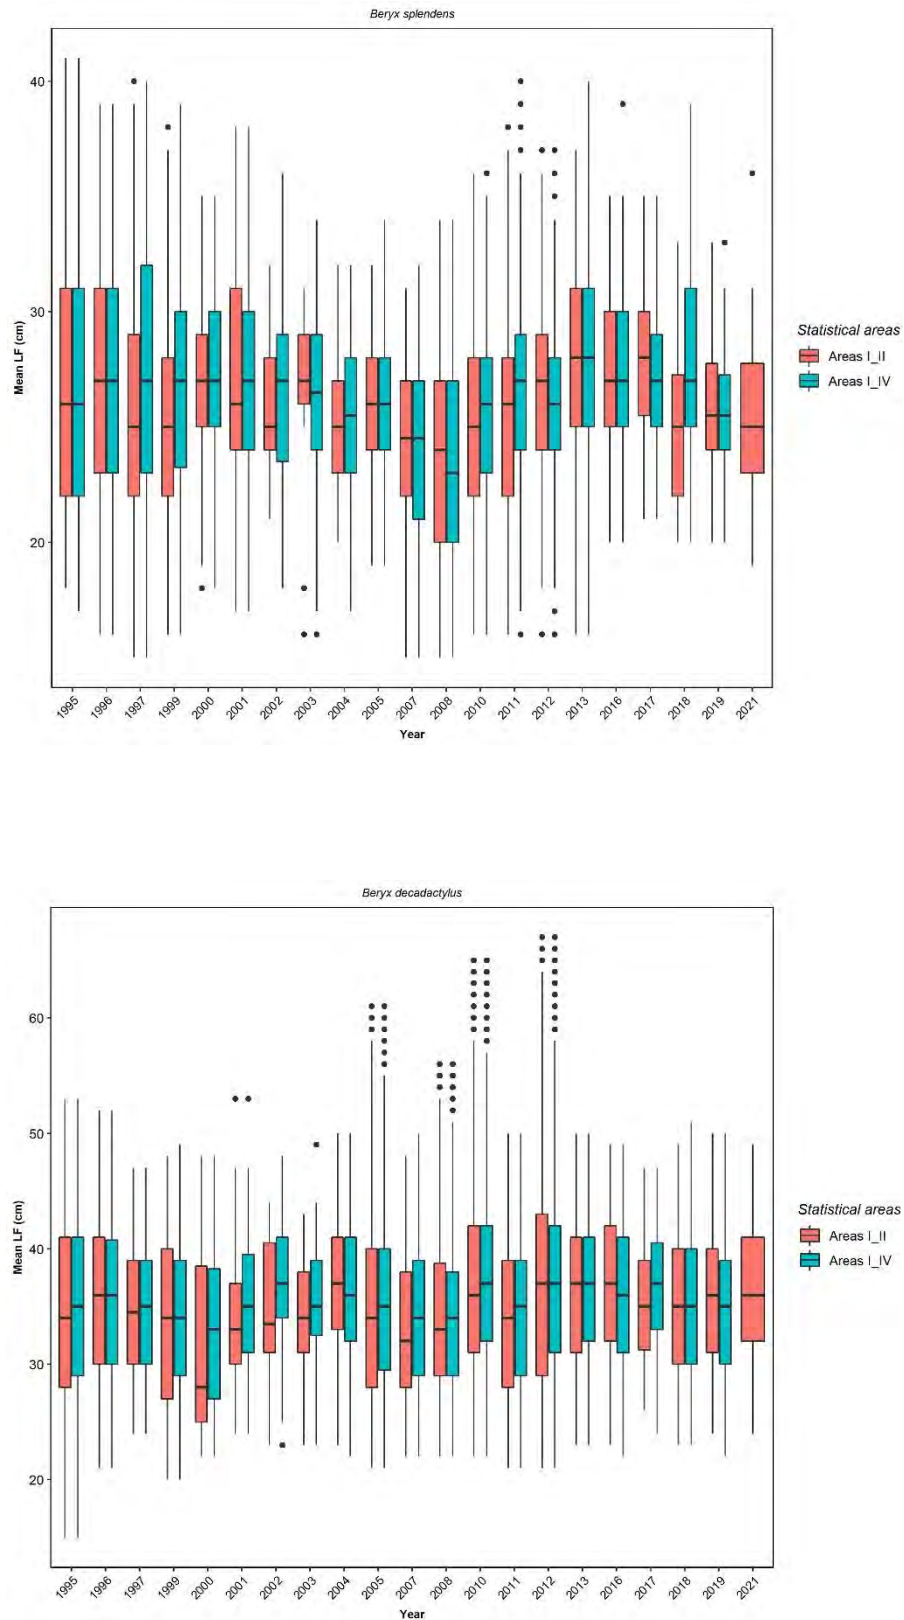 Beryx splendens
40
30
20
Mean LF (cm)
1995 1996 1997 1999 2000 2001 2002 2003 2004 2005 2007 2008 2010 2011 2012 2013 2016 2017 2018 2019 2021
Year
Statistical areas
Areas I_II
Areas I_IV
Beryx decadactylus
60
50
40
30
20
Mean LF (cm)
1995 1996 1997 1999 2000 2001 2002 2003 2004 2005 2007 2008 2010 2011 2012 2013 2016 2017 2018 2019 2021
Year
Statistical areas
Areas I_II
Areas I_IV